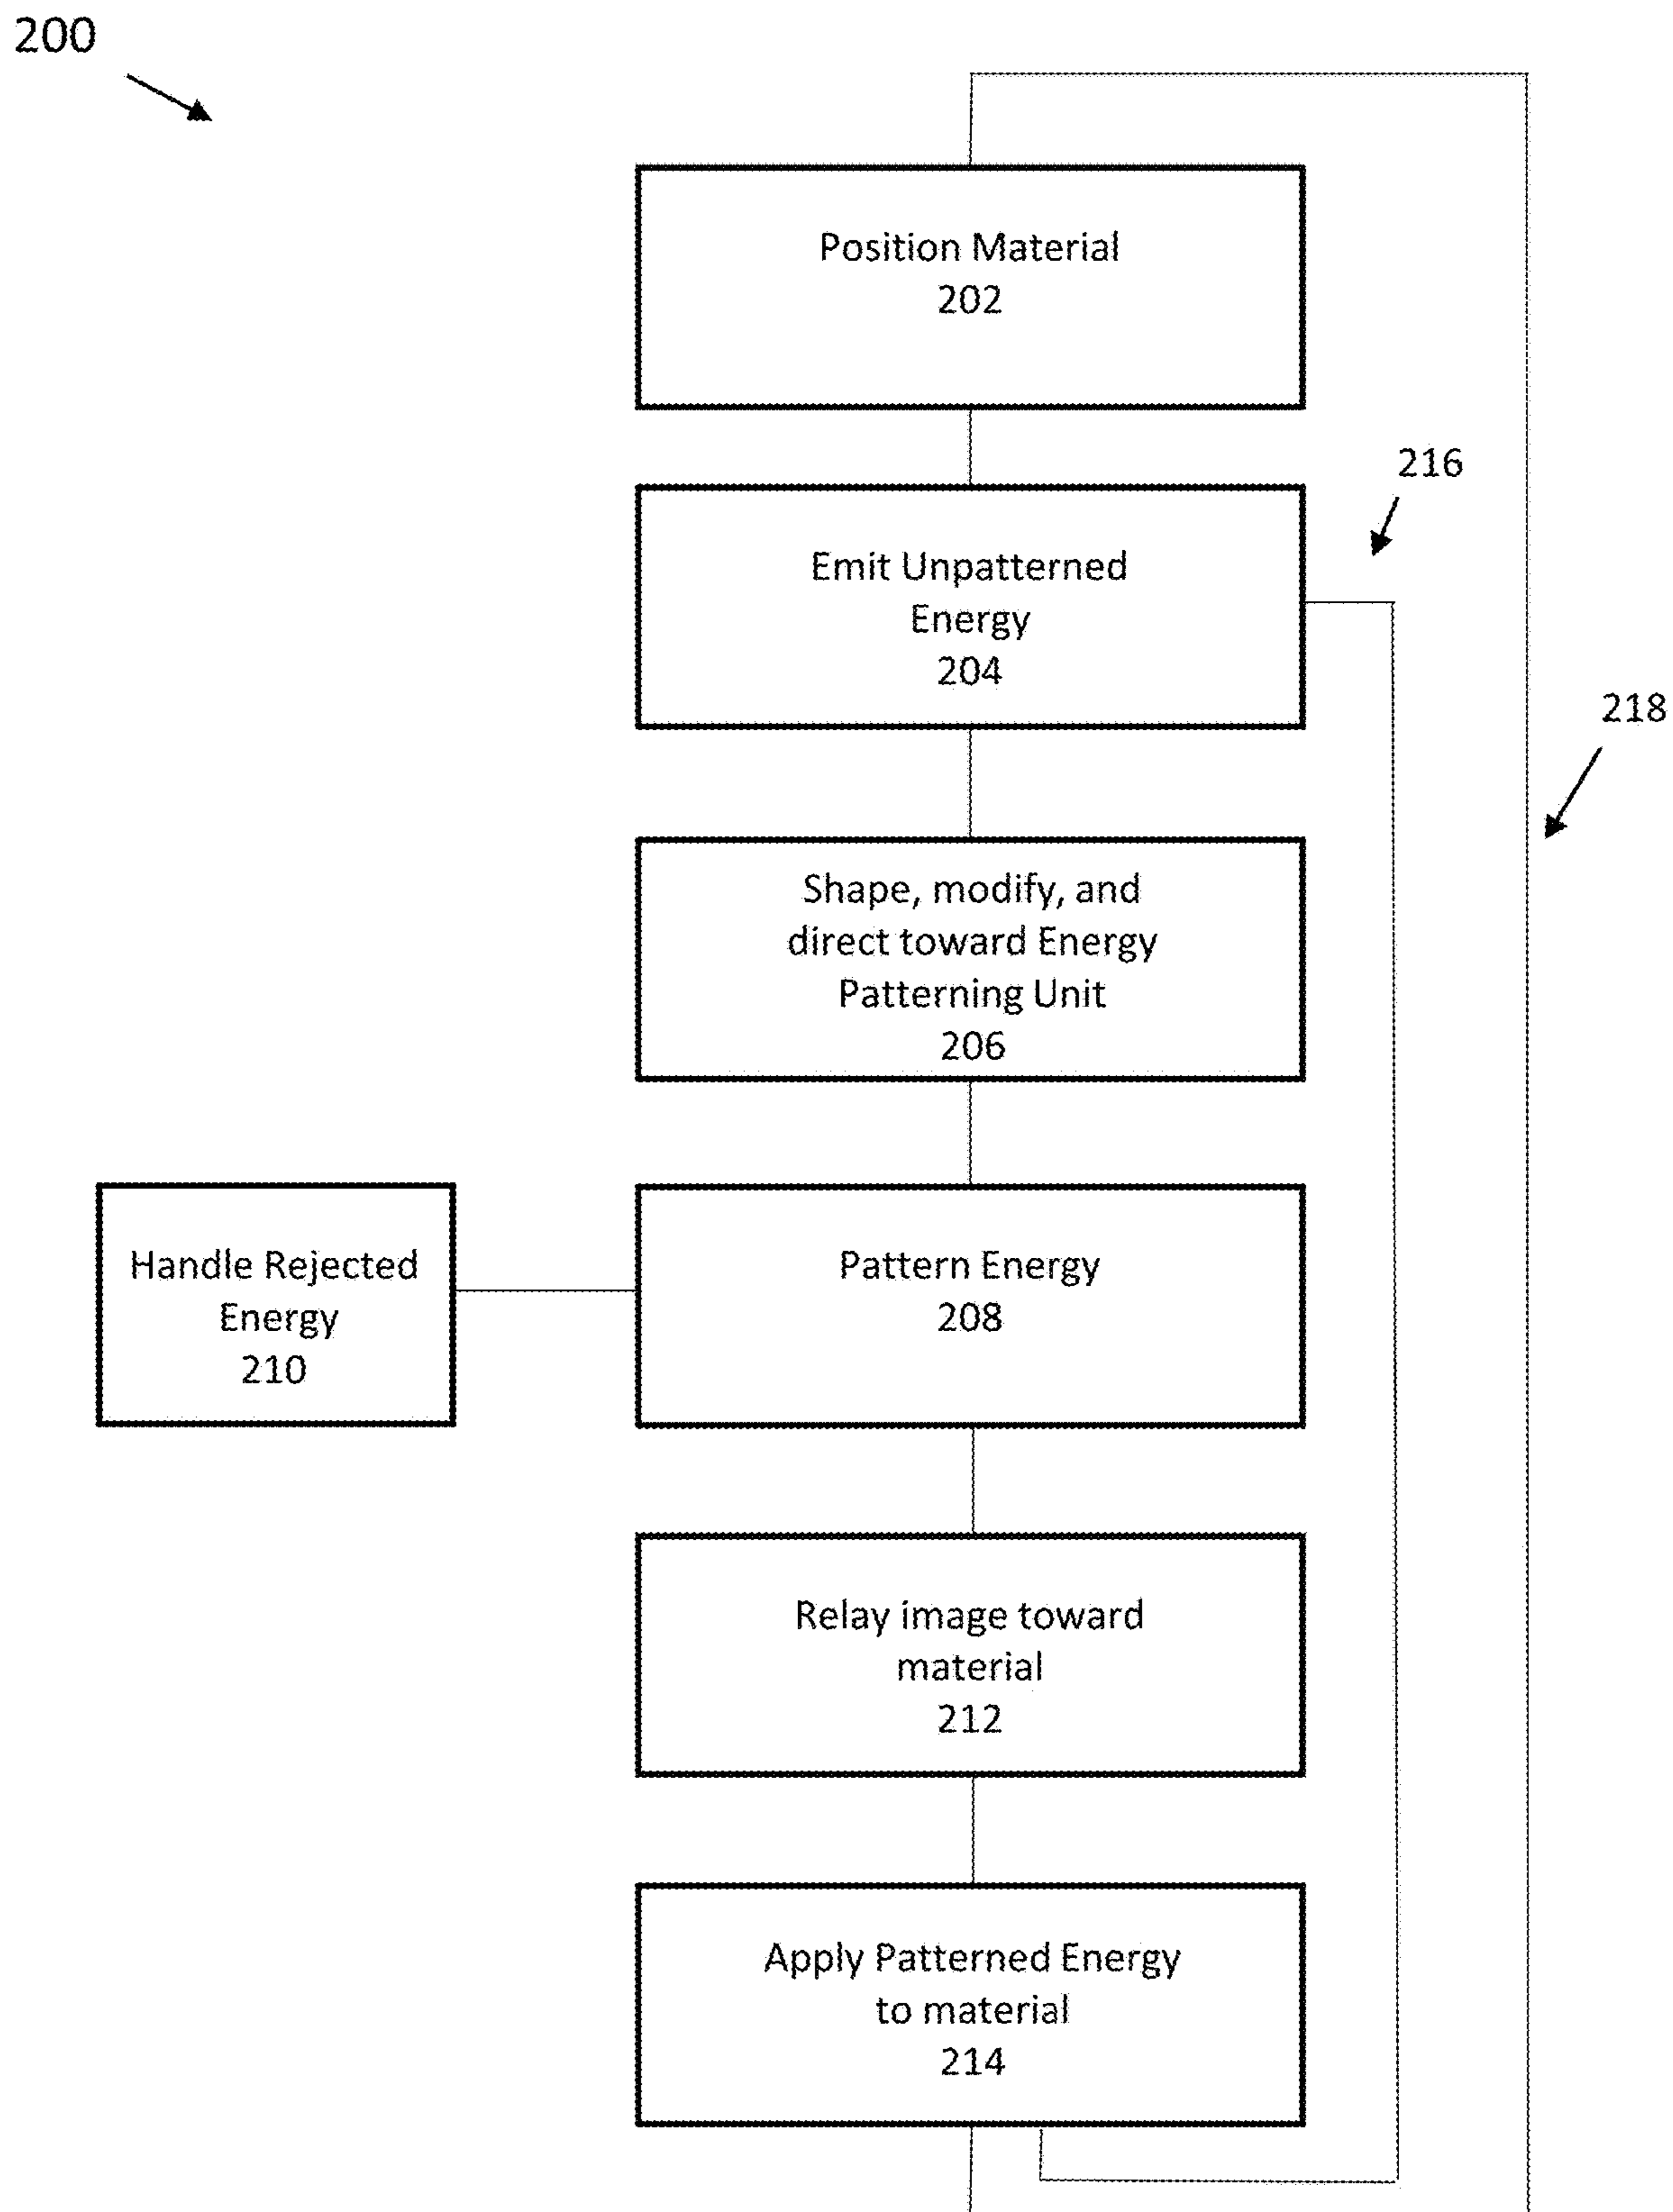 200
Position Material
202
216
Emit Unpatterned
Energy
204
218
Shape, modify, and
direct toward Energy
Patterning Unit
206
Handle Rejected
Energy
210
Pattern Energy
208
Relay image toward
material
212
Apply Patterned Energy
to material
214